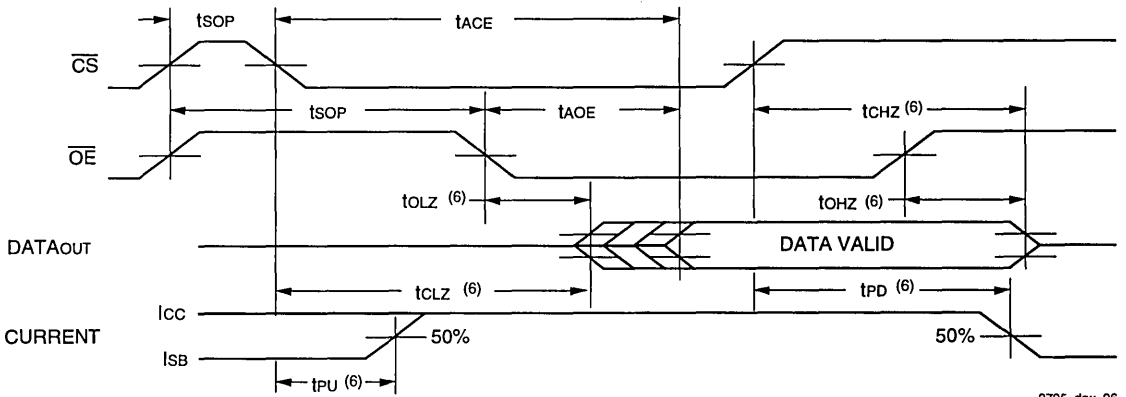 tSOP tACE
CS
tSOP tAOE tCHZ (6)
OE
tOLZ (6) tOHZ (6)
DATAOUT DATA VALID
tCLZ (6) tPD (6)
ICC
CURRENT 50% 50%
ISB
tPU (6)